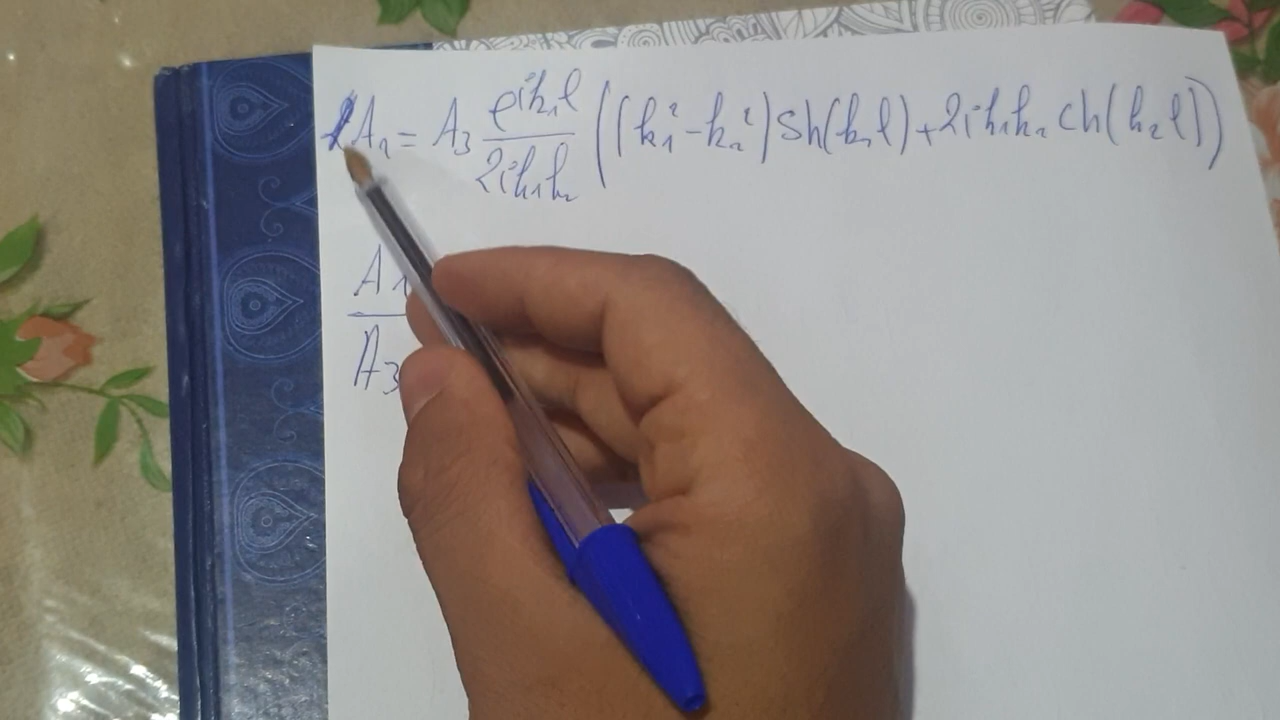 A₁ = A₃ e^{ik₁l} / 2ik₁k₂ ((k₁² - k₂²) Sh(k₂l) + 2ik₁k₂ Ch(k₂l))
A₁ / A₃